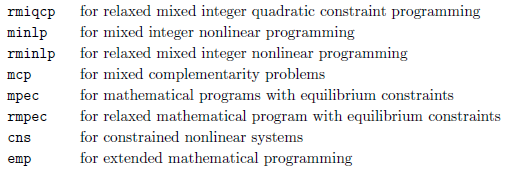 rmiqcp for relaxed mixed integer quadratic constraint programming
minlp for mixed integer nonlinear programming
rminlp for relaxed mixed integer nonlinear programming
mcp for mixed complementarity problems
mpec for mathematical programs with equilibrium constraints
rmpec for relaxed mathematical program with equilibrium constraints
cns for constrained nonlinear systems
emp for extended mathematical programming